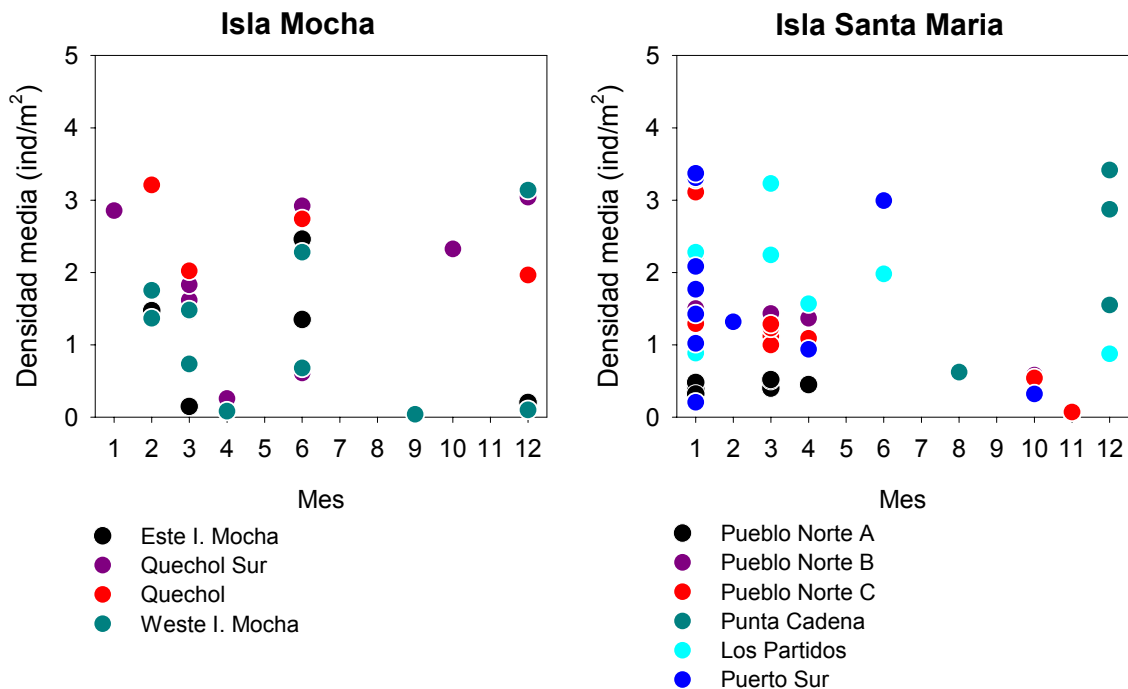 Isla Mocha
Densidad media (ind/m²)
5
4
3
2
1
0
1 2 3 4 5 6 7 8 9 10 11 12
Mes
Este I. Mocha
Quechol Sur
Quechol
Weste I. Mocha
Isla Santa Maria
Densidad media (ind/m²)
5
4
3
2
1
0
1 2 3 4 5 6 7 8 9 10 11 12
Mes
Pueblo Norte A
Pueblo Norte B
Pueblo Norte C
Punta Cadena
Los Partidos
Puerto Sur